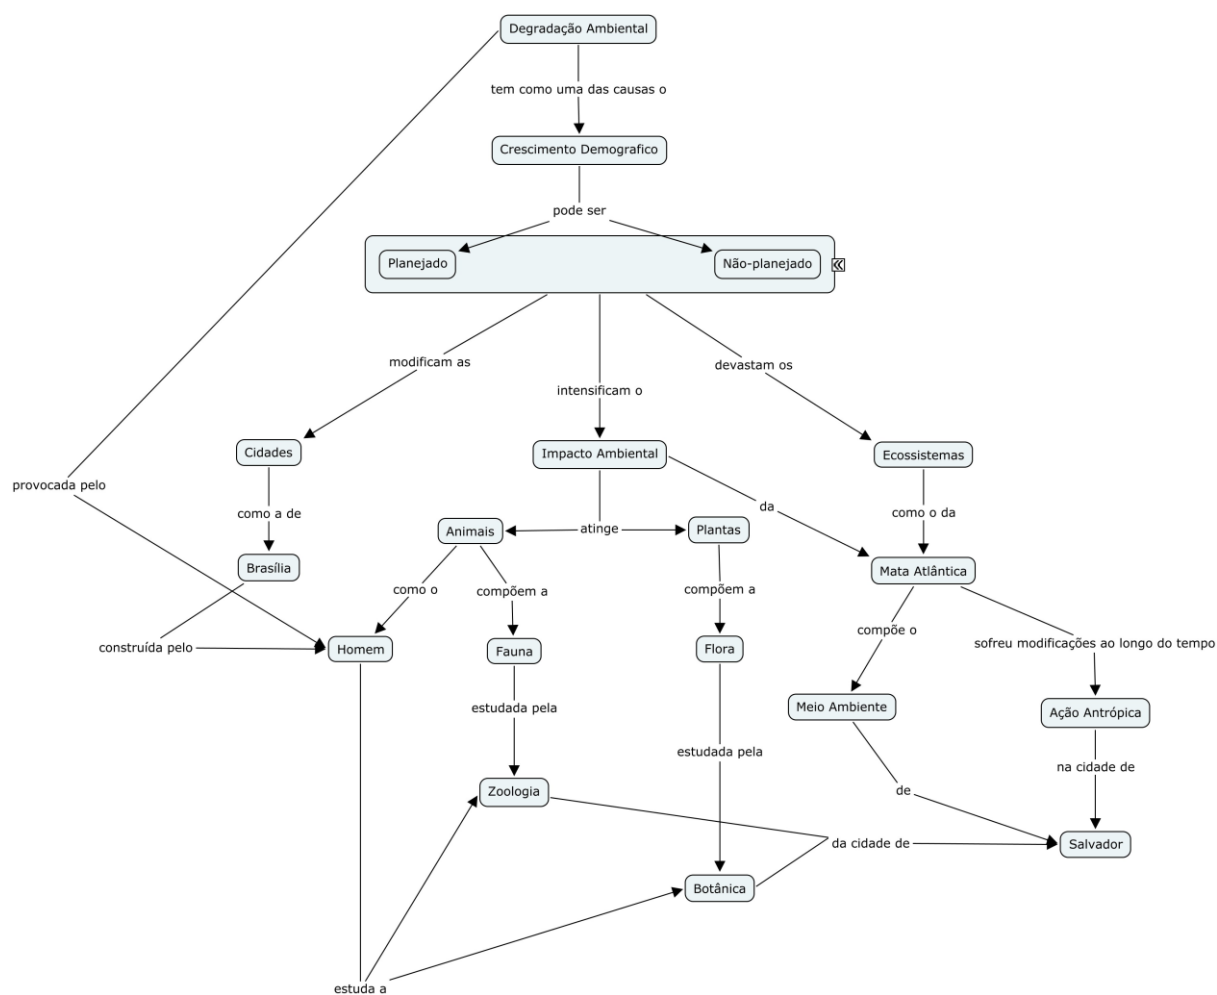 Degradação Ambiental
tem como uma das causas o
Crescimento Demografico
pode ser
Planejado
Não-planejado
modificam as
devastam os
intensificam o
Cidades
Impacto Ambiental
Ecossistemas
provocada pelo
como a de
da
como o da
Animais
atinge
Plantas
Brasília
Mata Atlântica
como o
compõem a
compõem a
compõe o
sofreu modificações ao longo do tempo
construída pelo
Homem
Fauna
Flora
estudada pela
Meio Ambiente
Ação Antrópica
estudada pela
na cidade de
Zoologia
de
da cidade de
Salvador
Botânica
estuda a